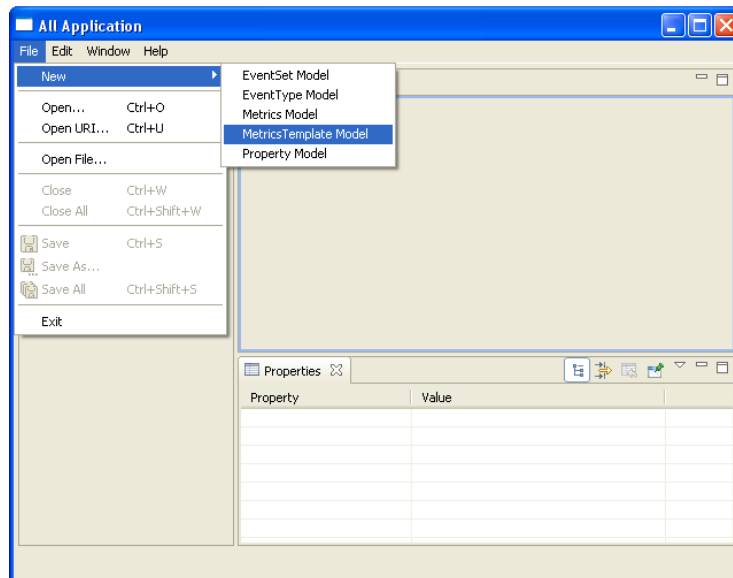 All Application
File Edit Window Help
New
Open... Ctrl+O
Open URI... Ctrl+U
Open File...
Close Ctrl+W
Close All Ctrl+Shift+W
Save Ctrl+S
Save As...
Save All Ctrl+Shift+S
Exit
EventSet Model
EventType Model
Metrics Model
MetricsTemplate Model
Property Model
Properties
Property Value